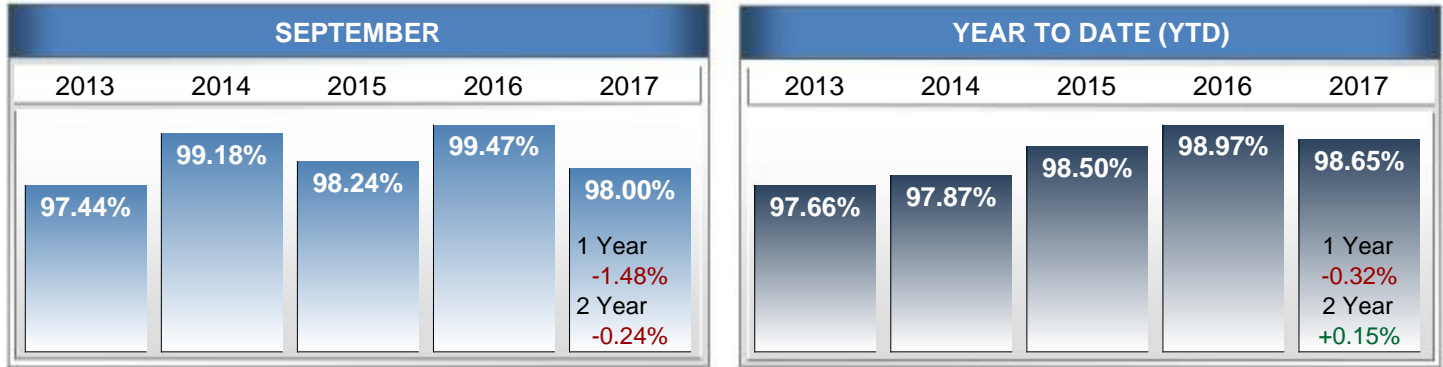 SEPTEMBER
2013 2014 2015 2016 2017
97.44% 99.18% 98.24% 99.47% 98.00%
1 Year
-1.48%
2 Year
-0.24%
YEAR TO DATE (YTD)
2013 2014 2015 2016 2017
97.66% 97.87% 98.50% 98.97% 98.65%
1 Year
-0.32%
2 Year
+0.15%